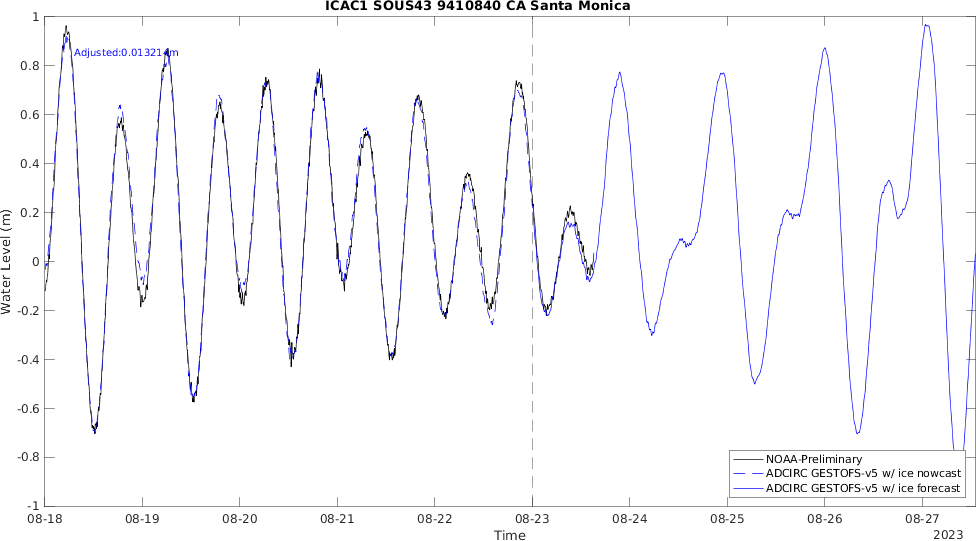 ICAC1 SOUS43 9410840 CA Santa Monica
Adjusted:0.013214m
Water Level (m)
1
0.8
0.6
0.4
0.2
0
-0.2
-0.4
-0.6
-0.8
-1
NOAA-Preliminary
ADCIRC GESTOFS-v5 w/ ice nowcast
ADCIRC GESTOFS-v5 w/ ice forecast
08-18 08-19 08-20 08-21 08-22 08-23 08-24 08-25 08-26 08-27
Time
2023